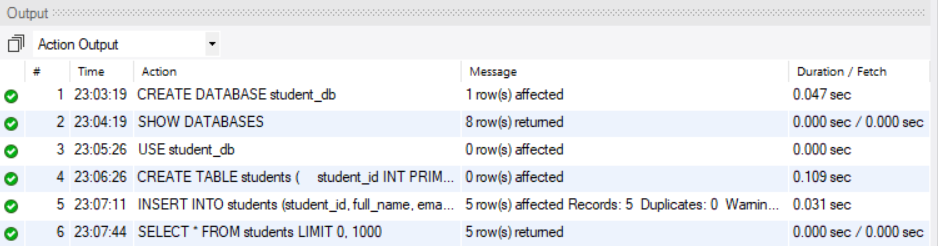 Output
Action Output
# Time Action Message Duration / Fetch
1 23:03:19 CREATE DATABASE student_db 1 row(s) affected 0.047 sec
2 23:04:19 SHOW DATABASES 8 row(s) returned 0.000 sec / 0.000 sec
3 23:05:26 USE student_db 0 row(s) affected 0.000 sec
4 23:06:26 CREATE TABLE students ( student_id INT PRIM... 0 row(s) affected 0.109 sec
5 23:07:11 INSERT INTO students (student_id, full_name, ema... 5 row(s) affected Records: 5 Duplicates: 0 Warnin... 0.031 sec
6 23:07:44 SELECT * FROM students LIMIT 0, 1000 5 row(s) returned 0.000 sec / 0.000 sec